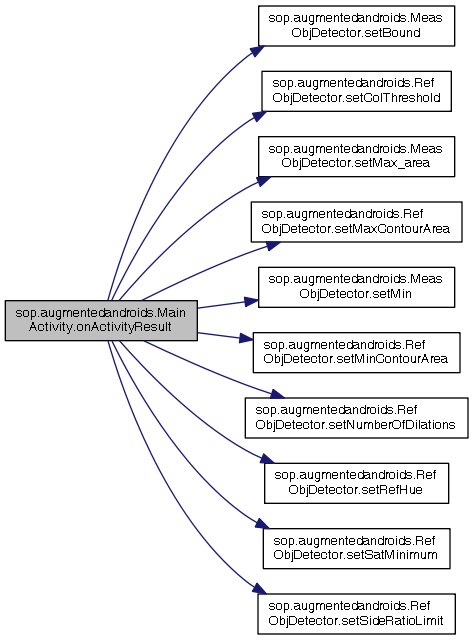 sop.augmentedandroids.Meas
ObjDetector.setBound
sop.augmentedandroids.Ref
ObjDetector.setColThreshold
sop.augmentedandroids.Meas
ObjDetector.setMax_area
sop.augmentedandroids.Ref
ObjDetector.setMaxContourArea
sop.augmentedandroids.Meas
ObjDetector.setMin
sop.augmentedandroids.Main
Activity.onActivityResult
sop.augmentedandroids.Ref
ObjDetector.setMinContourArea
sop.augmentedandroids.Ref
ObjDetector.setNumberOfDilations
sop.augmentedandroids.Ref
ObjDetector.setRefHue
sop.augmentedandroids.Ref
ObjDetector.setSatMinimum
sop.augmentedandroids.Ref
ObjDetector.setSideRatioLimit